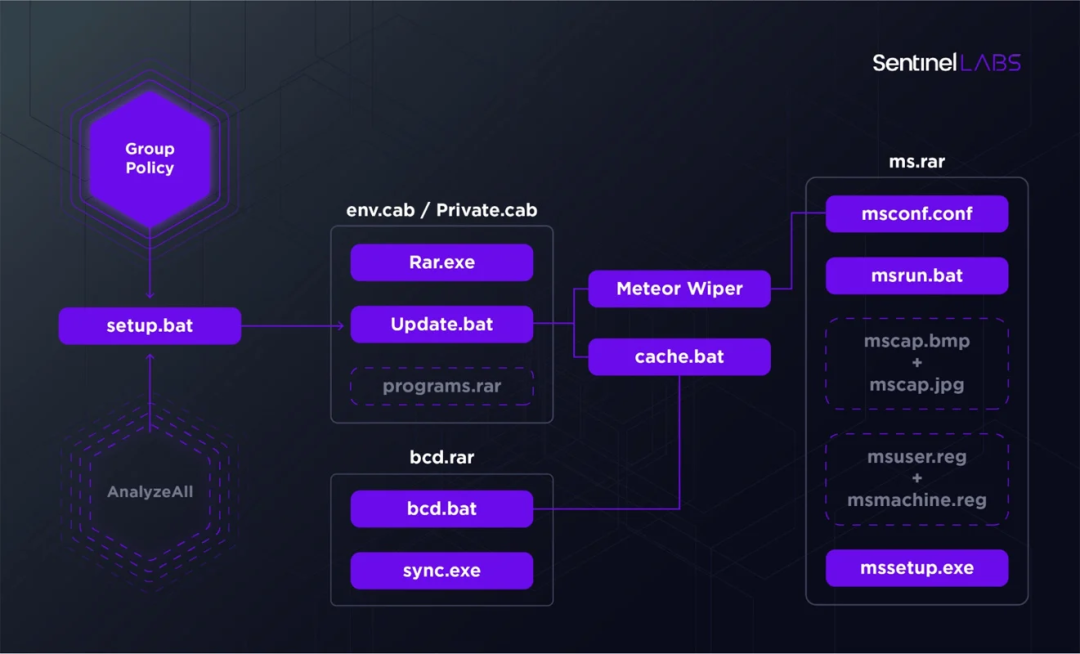 SentinelLABS
Group
Policy
setup.bat
AnalyzeAll
env.cab / Private.cab
Rar.exe
Update.bat
programs.rar
bcd.rar
bcd.bat
sync.exe
Meteor Wiper
cache.bat
ms.rar
msconf.conf
msrun.bat
mscap.bmp
+
mscap.jpg
msuser.reg
+
msmachine.reg
mssetup.exe